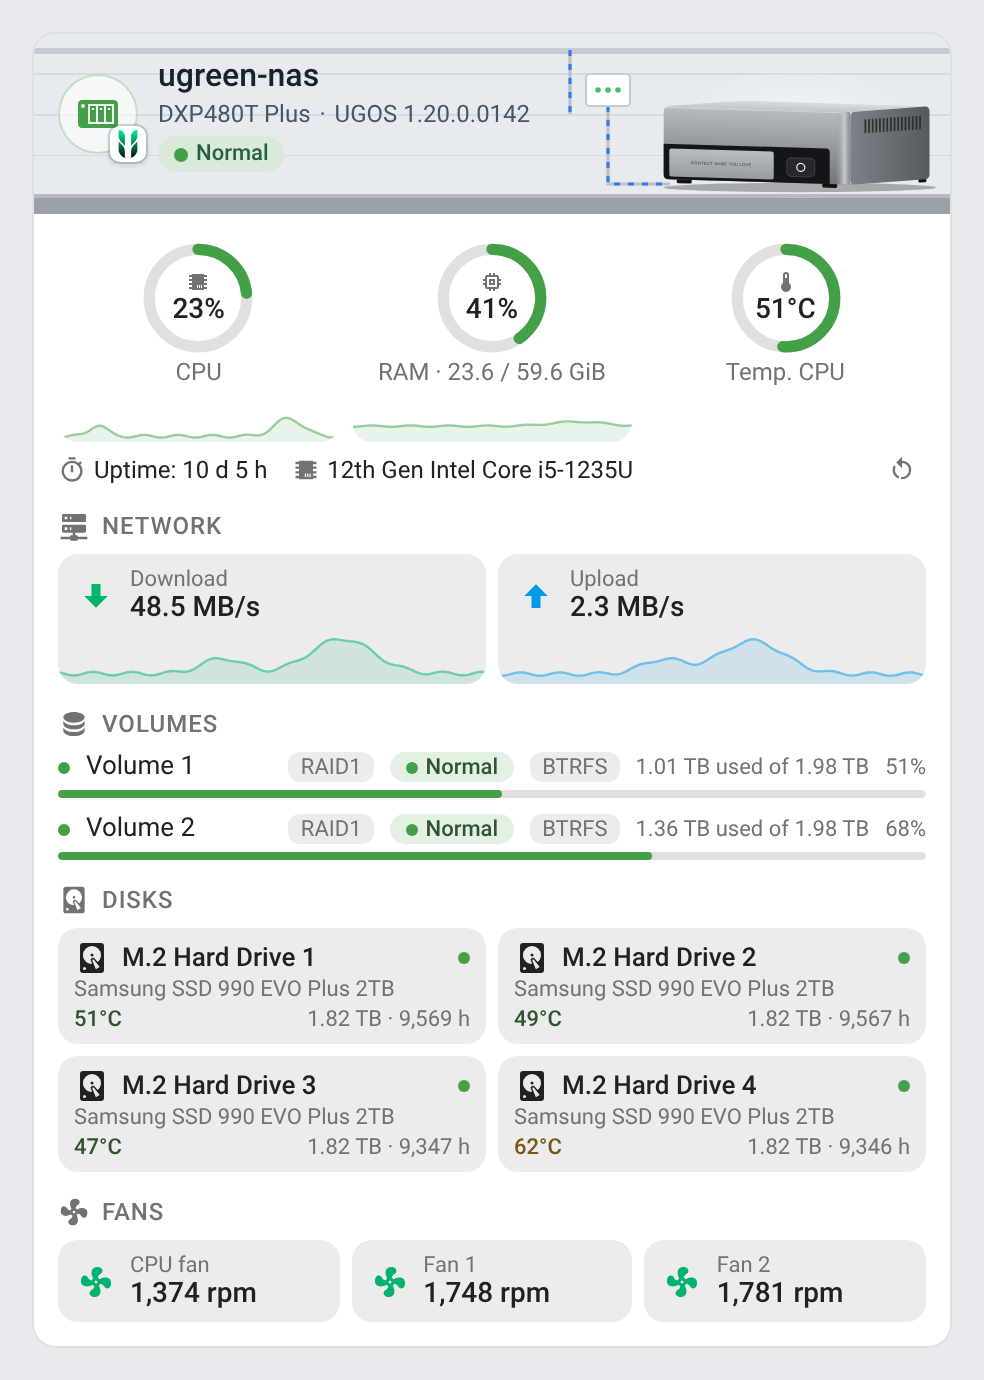 ugreen-nas
DXP480T Plus · UGOS 1.20.0.0142
Normal
PROTECT WHAT YOU LOVE
23%
41%
51°C
CPU
RAM · 23.6 / 59.6 GiB
Temp. CPU
Uptime: 10 d 5 h
12th Gen Intel Core i5-1235U
NETWORK
Download
48.5 MB/s
Upload
2.3 MB/s
VOLUMES
Volume 1 RAID1 Normal BTRFS 1.01 TB used of 1.98 TB 51%
Volume 2 RAID1 Normal BTRFS 1.36 TB used of 1.98 TB 68%
DISKS
M.2 Hard Drive 1
Samsung SSD 990 EVO Plus 2TB
51°C 1.82 TB · 9,569 h
M.2 Hard Drive 2
Samsung SSD 990 EVO Plus 2TB
49°C 1.82 TB · 9,567 h
M.2 Hard Drive 3
Samsung SSD 990 EVO Plus 2TB
47°C 1.82 TB · 9,347 h
M.2 Hard Drive 4
Samsung SSD 990 EVO Plus 2TB
62°C 1.82 TB · 9,346 h
FANS
CPU fan
1,374 rpm
Fan 1
1,748 rpm
Fan 2
1,781 rpm